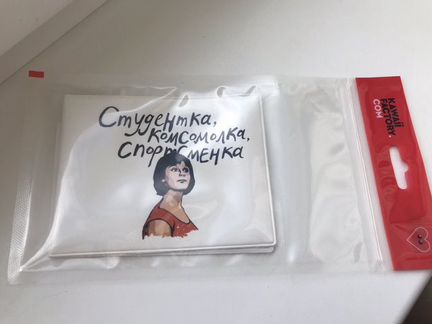 Студентка,
комсомолка,
спортсменка
KAWAII
FACTORY.
COM